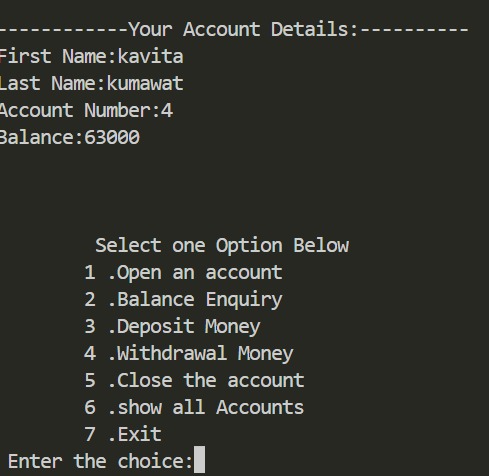 ------------Your Account Details:----------
First Name:kavita
Last Name:kumawat
Account Number:4
Balance:63000
Select one Option Below
1 .Open an account
2 .Balance Enquiry
3 .Deposit Money
4 .Withdrawal Money
5 .Close the account
6 .show all Accounts
7 .Exit
Enter the choice: